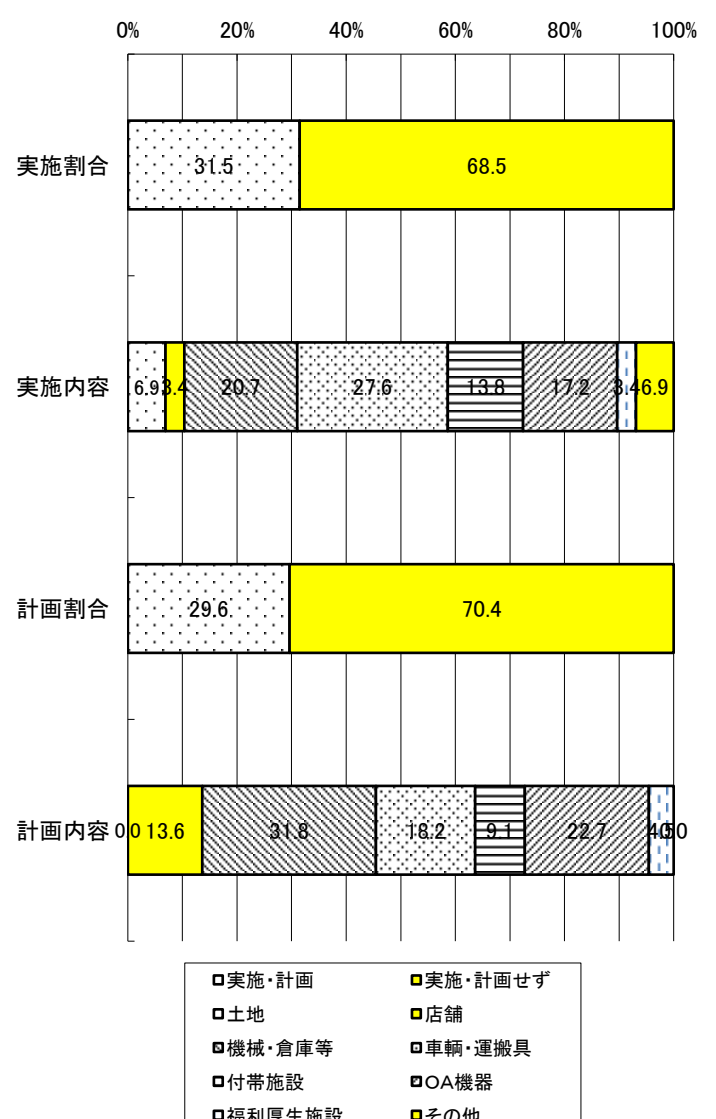 0% 20% 40% 60% 80% 100%
実施割合 31.5 68.5
実施内容 6.9 3.4 20.7 27.6 13.8 17.2 3.4 6.9
計画割合 29.6 70.4
計画内容 0.0 13.6 31.8 18.2 9.1 22.7 4.5 0.0
実施・計画 実施・計画せず
土地 店舗
機械・倉庫等 車輌・運搬具
付帯施設 OA機器
福利厚生施設 その他